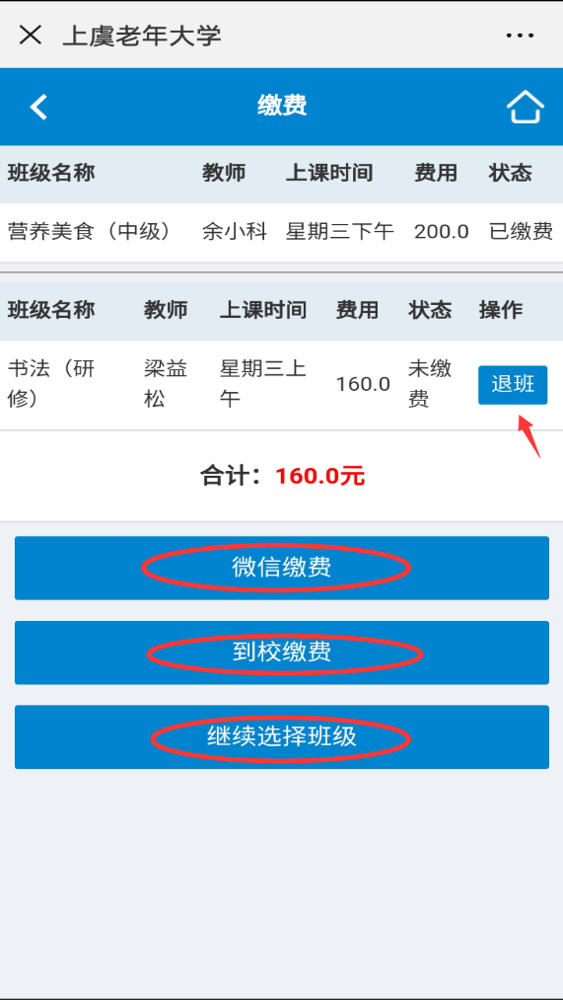 上虞老年大学
缴费
班级名称 教师 上课时间 费用 状态
营养美食（中级） 余小科 星期三下午 200.0 已缴费
班级名称 教师 上课时间 费用 状态 操作
书法（研 梁益 星期三上 160.0 未缴 退班
修） 松 午 费
合计：160.0元
微信缴费
到校缴费
继续选择班级